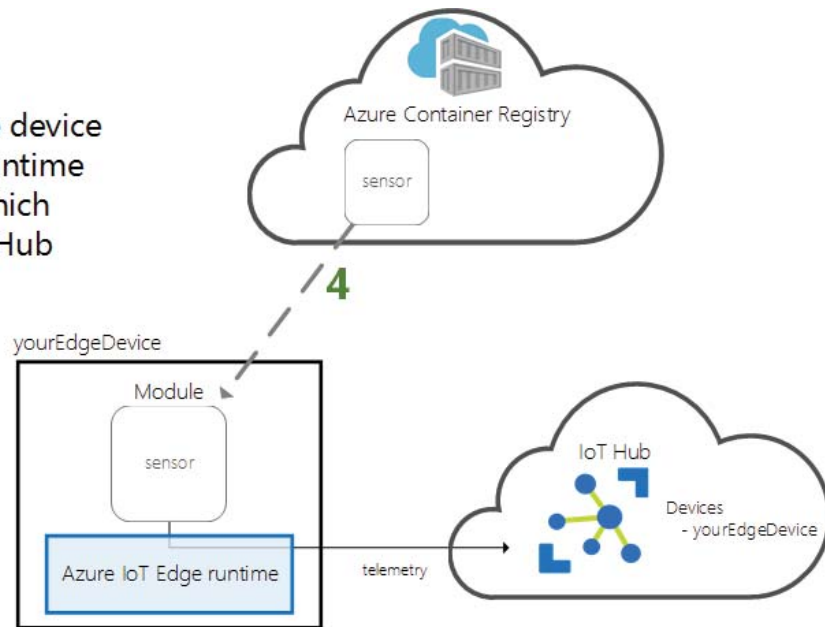 device
ntime
hich
Hub
Azure Container Registry
sensor
4
yourEdgeDevice
Module
sensor
Azure IoT Edge runtime
telemetry
IoT Hub
Devices
- yourEdgeDevice